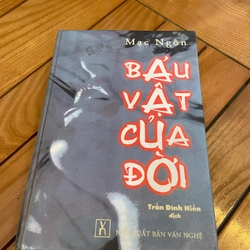 Mạc Ngôn
BÁU
VẬT
CỦA
ĐỜI
Trần Đình Hiến
dịch
NHÀ XUẤT BẢN VĂN NGHỆ